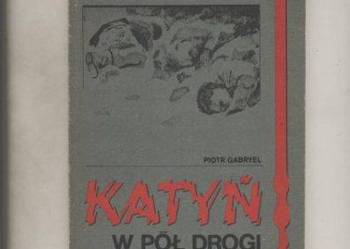 PIOTR GABRYEL
KATYŃ
W PÓŁ DROGI